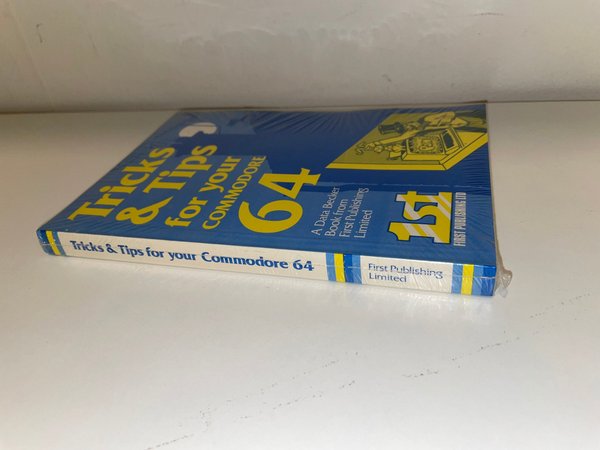 Tricks
& Tips
for your
COMMODORE
64
A Data Becker
Book from
First Publishing
Limited
1st
FIRST PUBLISHING LTD
Tricks & Tips for your Commodore 64
First Publishing
Limited